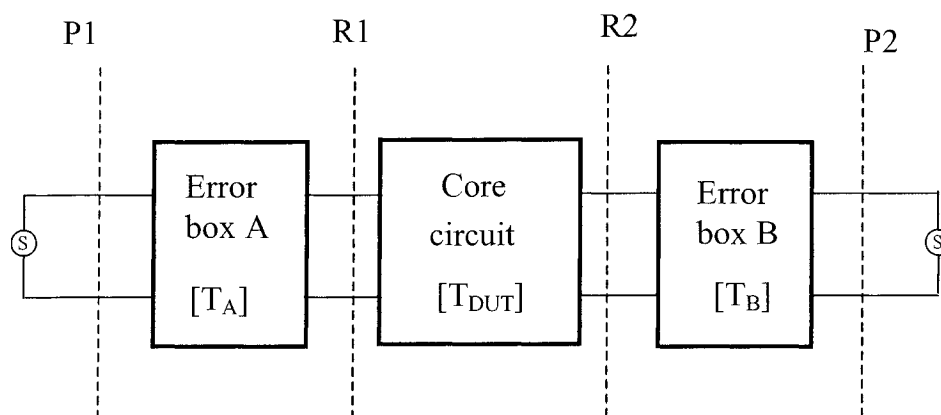 P1
R1
R2
P2
Error
box A
[T_A]
Core
circuit
[T_DUT]
Error
box B
[T_B]
S
S